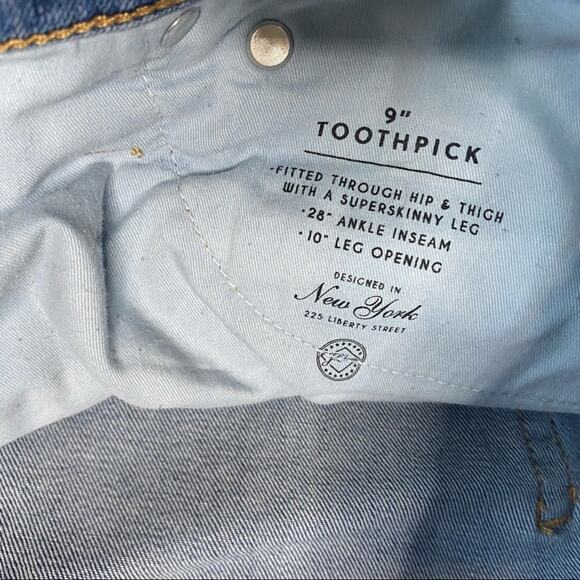 9"
TOOTHPICK
•FITTED THROUGH HIP & THIGH
WITH A SUPERSKINNY LEG
•28" ANKLE INSEAM
•10" LEG OPENING
DESIGNED IN
New York
225 LIBERTY STREET